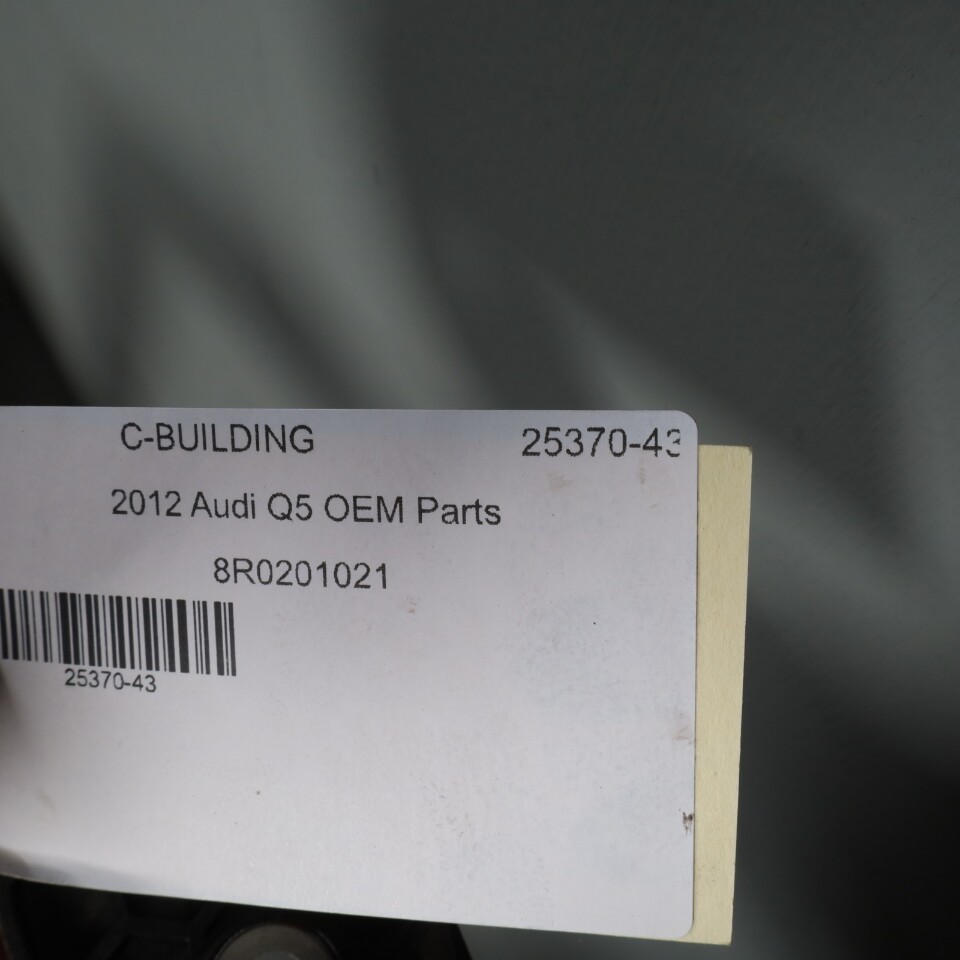 C-BUILDING 25370-43
2012 Audi Q5 OEM Parts
8R0201021
25370-43